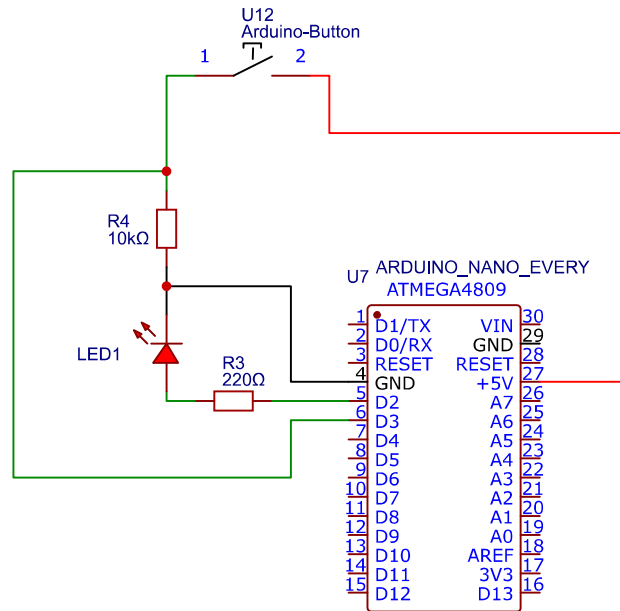 U12
Arduino-Button
1 2
R4
10kΩ
LED1
R3
220Ω
U7 ARDUINO_NANO_EVERY
ATMEGA4809
1 D1/TX VIN 30
2 D0/RX GND 29
3 RESET RESET 28
4 GND +5V 27
5 D2 A7 26
6 D3 A6 25
7 D4 A5 24
8 D5 A4 23
9 D6 A3 22
10 D7 A2 21
11 D8 A1 20
12 D9 A0 19
13 D10 AREF 18
14 D11 3V3 17
15 D12 D13 16